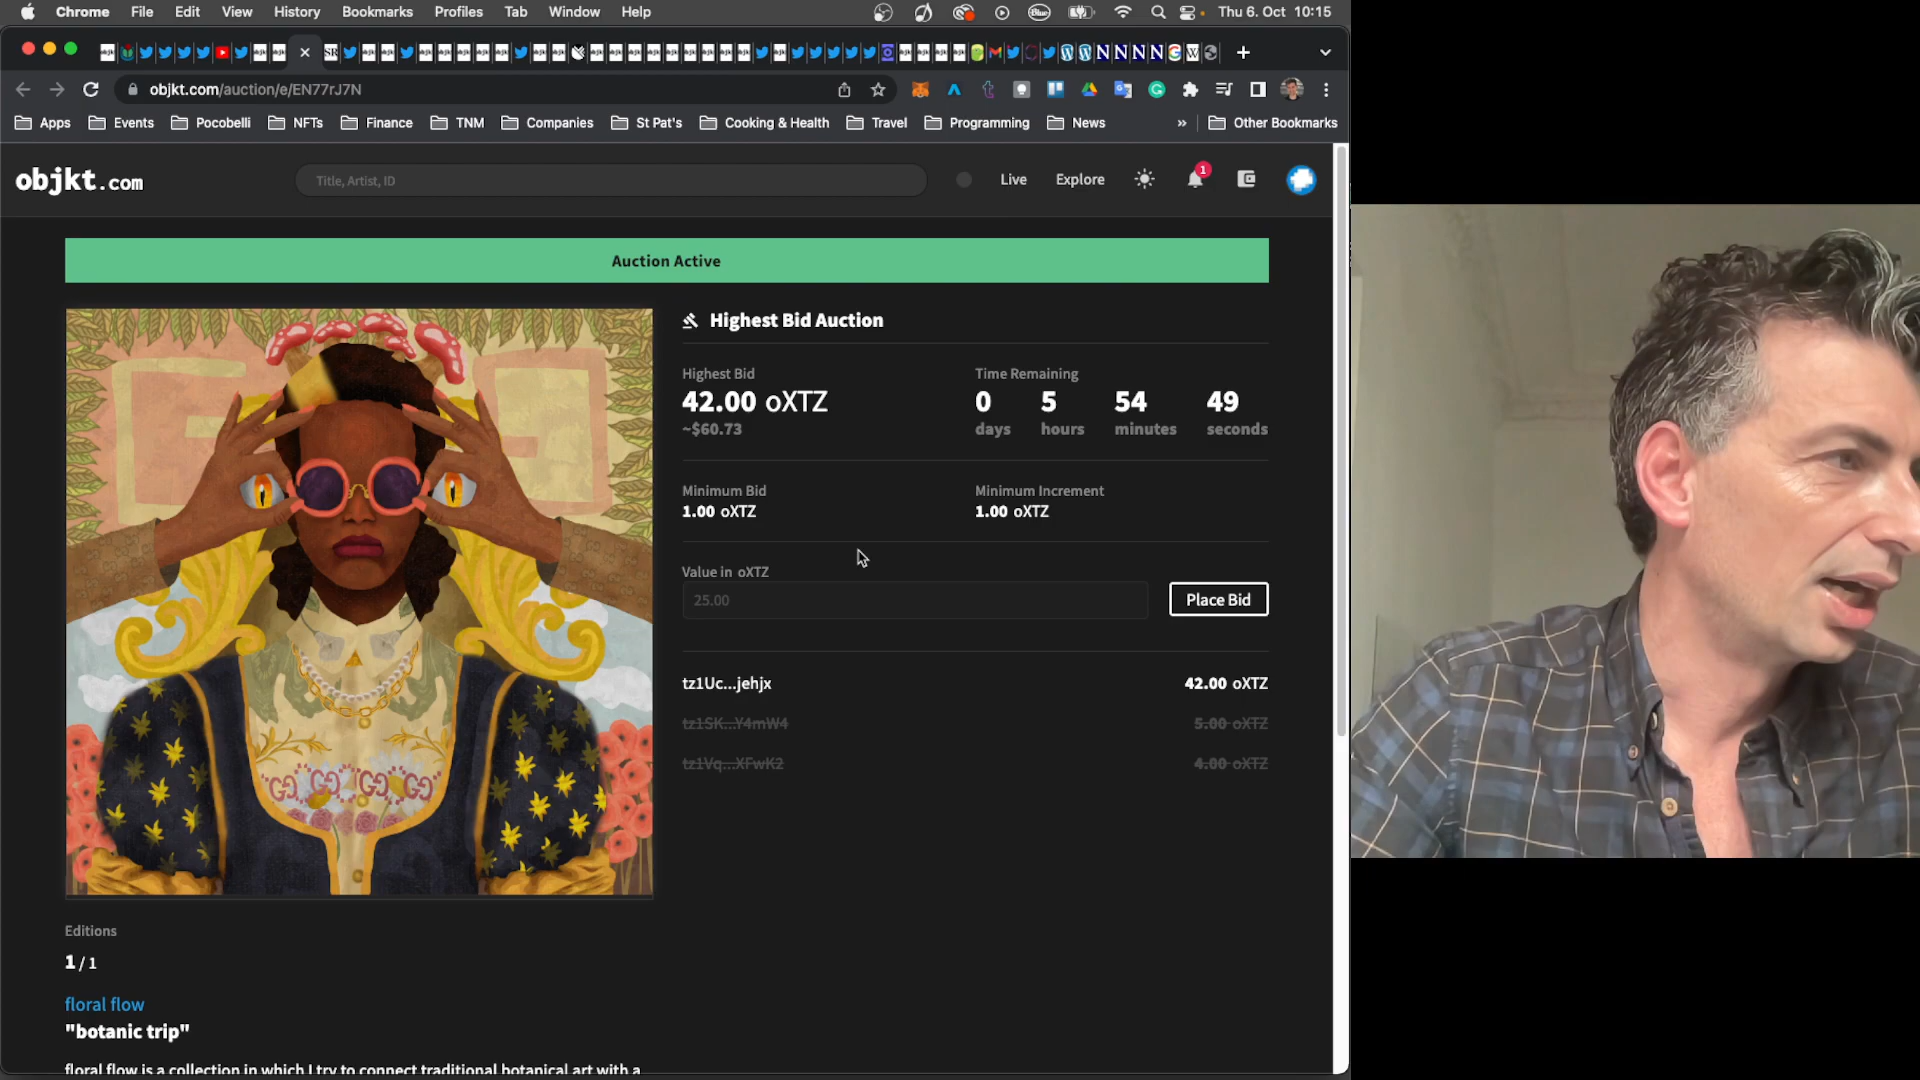 Chrome File Edit View History Bookmarks Profiles Tab Window Help
Blue
Thu 6. Oct 10:15
objkt.com/auction/e/EN77rJ7N
Apps Events Pocobelli NFTs Finance TNM Companies St Pat's Cooking & Health Travel Programming News » Other Bookmarks
objkt.com
Title, Artist, ID
Live Explore
1
Auction Active
Highest Bid Auction
Highest Bid Time Remaining
42.00 oXTZ 0 5 54 49
~$60.73 days hours minutes seconds
Minimum Bid Minimum Increment
1.00 oXTZ 1.00 oXTZ
Value in oXTZ
25.00
Place Bid
tz1Uc...jehjx 42.00 oXTZ
tz1SK...Y4mW4 5.00 oXTZ
tz1Vq...XFwK2 4.00 oXTZ
Editions
1 / 1
floral flow
"botanic trip"
floral flow is a collection in which I try to connect traditional botanical art with a